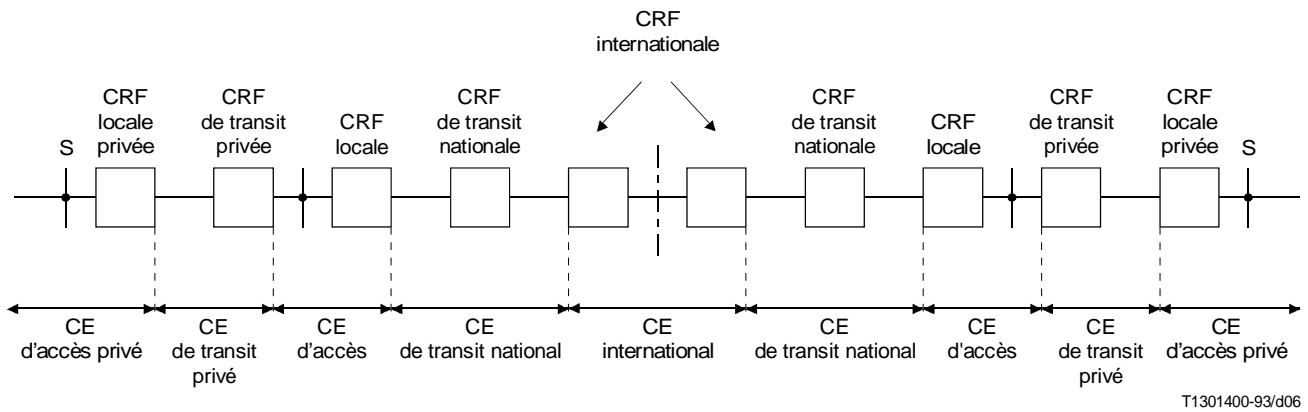 CRF
internationale
CRF
locale
privée
CRF
de transit
privée
CRF
locale
CRF
de transit
nationale
CRF
de transit
nationale
CRF
locale
CRF
de transit
privée
CRF
locale
privée
S
S
CE
d'accès privé
CE
de transit
privé
CE
d'accès
CE
de transit national
CE
international
CE
de transit national
CE
d'accès
CE
de transit
privé
CE
d'accès privé
T1301400-93/d06